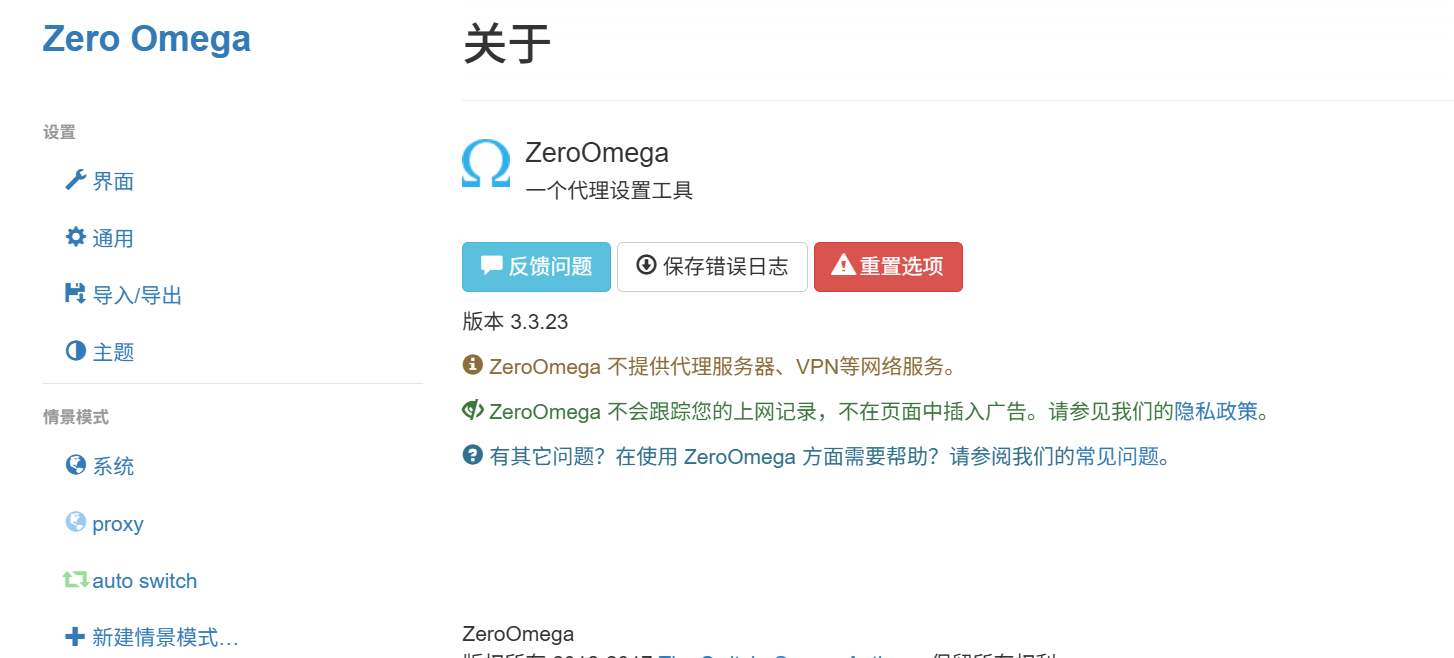 Zero Omega
设置
界面
通用
导入/导出
主题
情景模式
系统
proxy
auto switch
新建情景模式…
关于
ZeroOmega
一个代理设置工具
反馈问题 保存错误日志 重置选项
版本 3.3.23
ZeroOmega 不提供代理服务器、VPN等网络服务。
ZeroOmega 不会跟踪您的上网记录，不在页面中插入广告。请参见我们的隐私政策。
有其它问题？在使用 ZeroOmega 方面需要帮助？请参阅我们的常见问题。
ZeroOmega